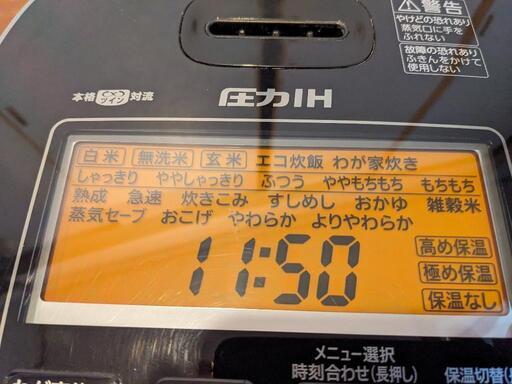 警告
やけどの恐れあり
蒸気口に手を
ふれない
故障の恐れあり
ふきんをかけて
使用しない
本格 ツイン 対流
圧力IH
白米 無洗米 玄米 エコ炊飯 わが家炊き
しゃっきり ややしゃっきり ふつう ややもちもち もちもち
熟成 急速 炊きこみ すしめし おかゆ 雑穀米
蒸気セーブ おこげ やわらか よりやわらか
11:50
高め保温
極め保温
保温なし
メニュー選択
時刻合わせ(長押し)
保温切替